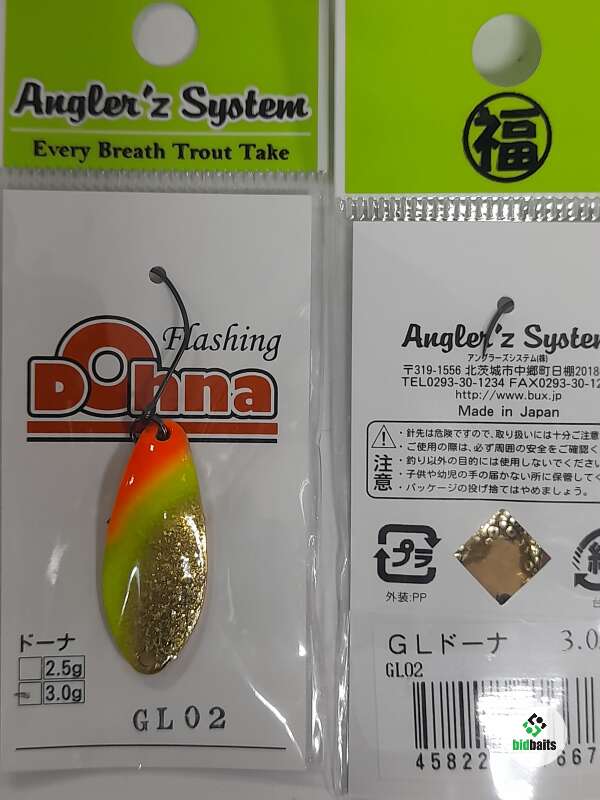 Angler'z System
Every Breath Trout Take
Flashing
Dohna
ドーナ
2.5g
3.0g
GL02
福
Angler'z System
アングラーズシステム(株)
〒319-1556 北茨城市中郷町日棚2018
TEL0293-30-1234 FAX0293-30-12
http://www.bux.jp/
Made in Japan
注意
・針先は危険ですので、取り扱いには十分ご注意
・ご使用の際は、必ず周囲の安全をご確認く
・釣り以外の目的には使用しないでください
・子供や幼児の手の届かない所に保管してく
・パッケージの投げ捨てはやめましょう。
プラ
外装:PP
紙
台
GLドーナ 3.0
GL02
45822
667
bidbaits